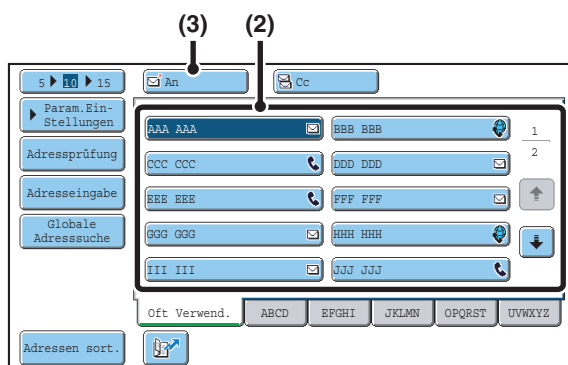 (3) (2)
5 10 15
An
Cc
Param.Ein-
Stellungen
Adressprüfung
Adresseingabe
Globale
Adresssuche
AAA AAA
BBB BBB
CCC CCC
DDD DDD
EEE EEE
FFF FFF
GGG GGG
HHH HHH
III III
JJJ JJJ
1
2
Oft Verwend.
ABCD
EFGHI
JKLMN
OPQRST
UVWXYZ
Adressen sort.